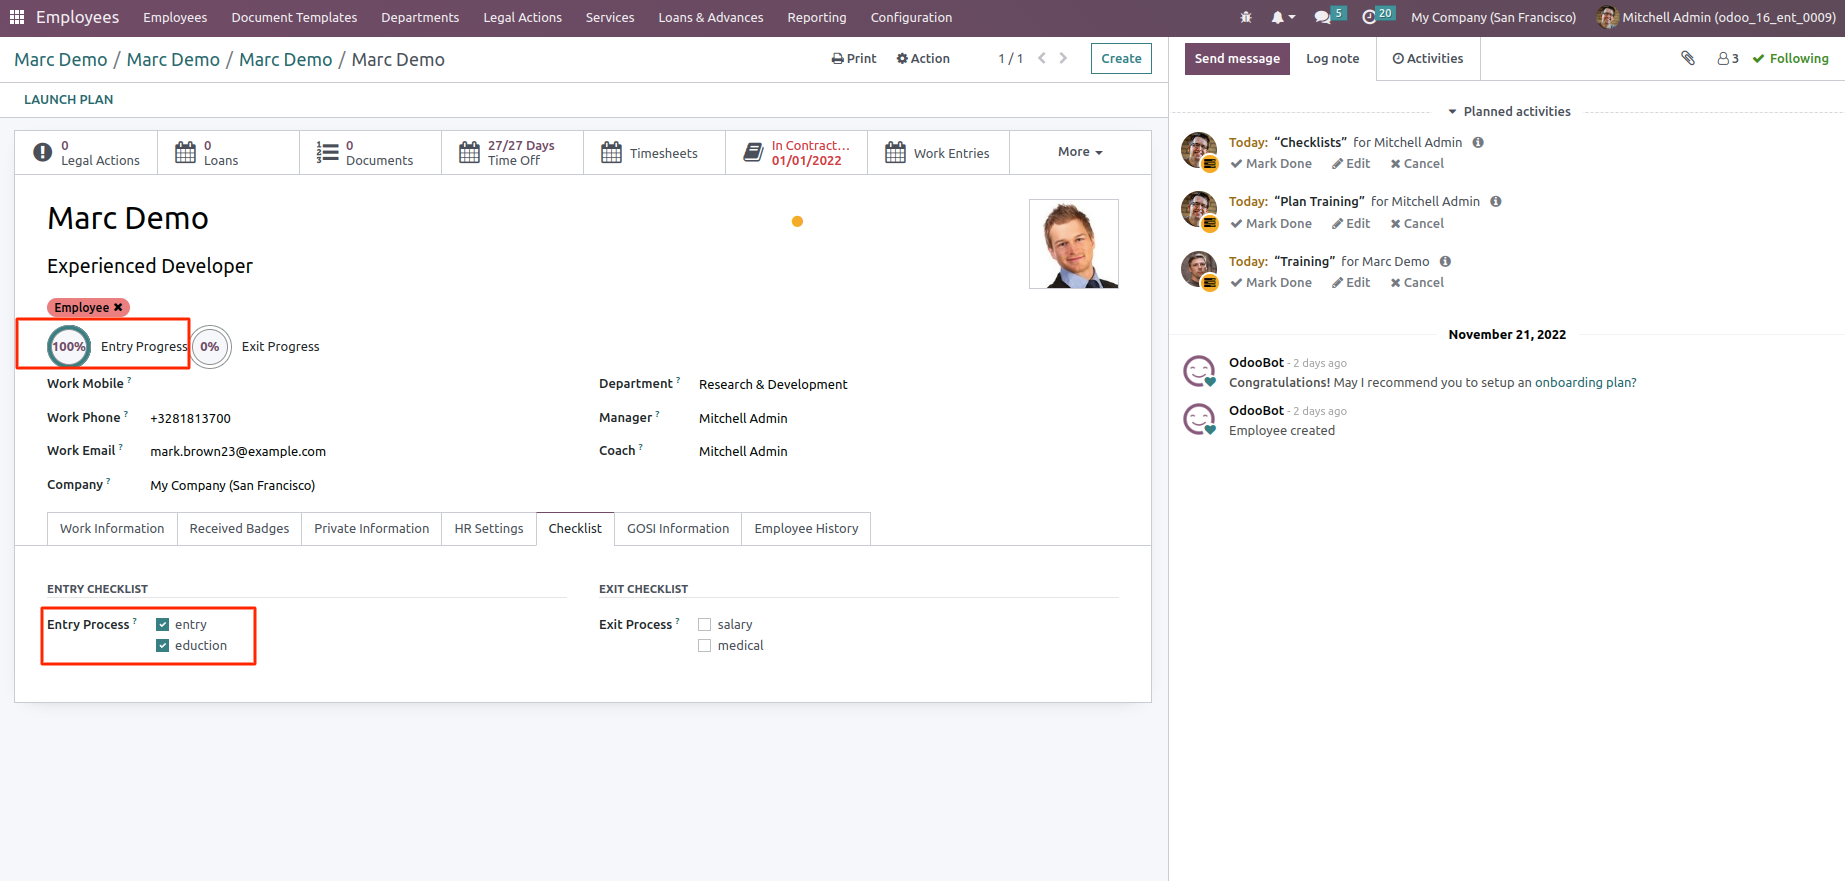 Employees Employees Document Templates Departments Legal Actions Services Loans & Advances Reporting Configuration 5 20 My Company (San Francisco) Mitchell Admin (odoo_16_ent_0009)
Marc Demo / Marc Demo / Marc Demo / Marc Demo Print Action 1 / 1 Create
LAUNCH PLAN
0
Legal Actions
0
Loans
0
Documents
27/27 Days
Time Off
Timesheets
In Contract...
01/01/2022
Work Entries
More
Marc Demo
Experienced Developer
Employee ✖
100% Entry Progress 0% Exit Progress
Work Mobile ?
Work Phone ? +3281813700
Work Email ? mark.brown23@example.com
Company ? My Company (San Francisco)
Department ? Research & Development
Manager ? Mitchell Admin
Coach ? Mitchell Admin
Work Information Received Badges Private Information HR Settings Checklist GOSI Information Employee History
ENTRY CHECKLIST
Entry Process ? entry
eduction
EXIT CHECKLIST
Exit Process ? salary
medical
Send message Log note Activities 3 Following
Planned activities
Today: “Checklists” for Mitchell Admin
Mark Done Edit Cancel
Today: “Plan Training” for Mitchell Admin
Mark Done Edit Cancel
Today: “Training” for Marc Demo
Mark Done Edit Cancel
November 21, 2022
OdooBot - 2 days ago
Congratulations! May I recommend you to setup an onboarding plan?
OdooBot - 2 days ago
Employee created